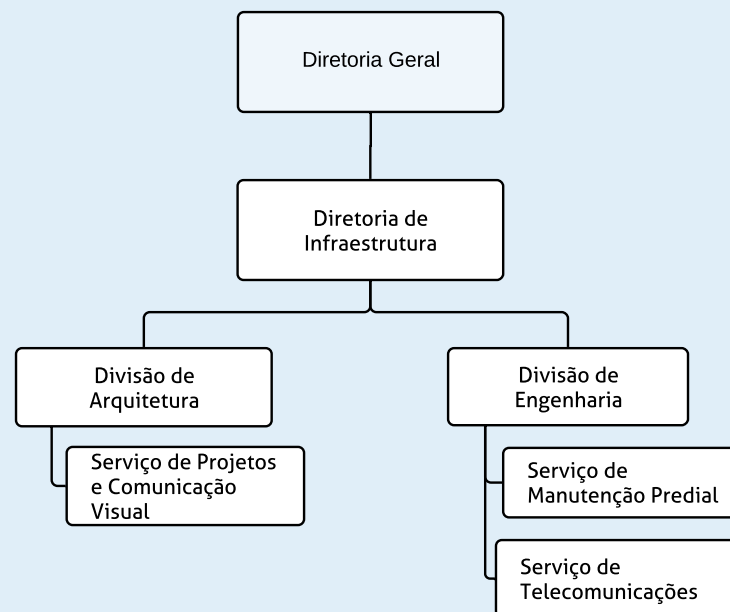 Diretoria Geral
Diretoria de
Infraestrutura
Divisão de
Arquitetura
Divisão de
Engenharia
Serviço de Projetos
e Comunicação
Visual
Serviço de
Manutenção Predial
Serviço de
Telecomunicações